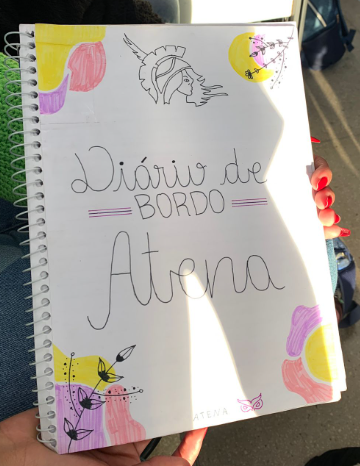 Diário de
BORDO
Atena
ATENA